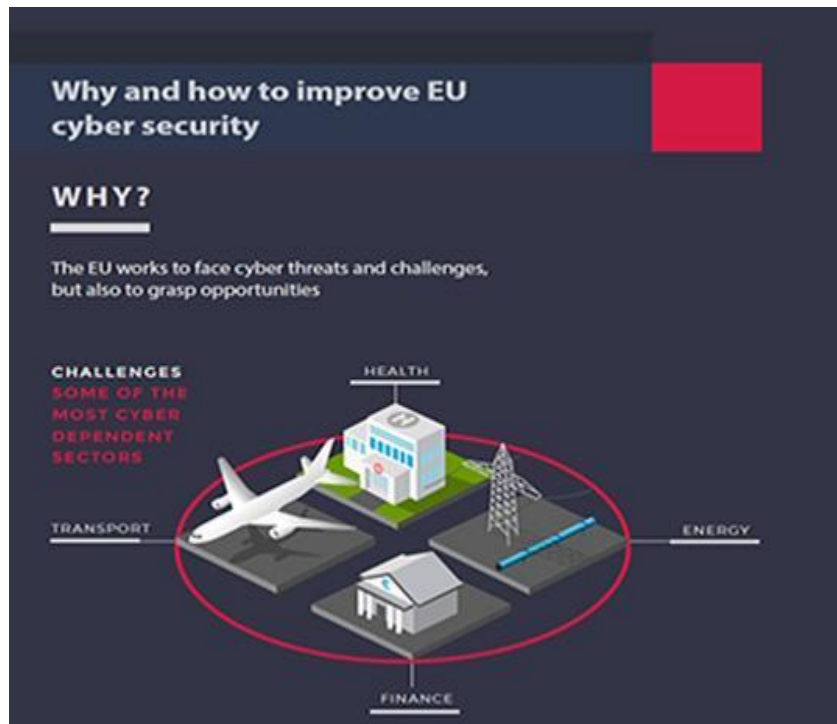 Why and how to improve EU
cyber security
WHY?
The EU works to face cyber threats and challenges,
but also to grasp opportunities
CHALLENGES
SOME OF THE
MOST CYBER
DEPENDENT
SECTORS
HEALTH
TRANSPORT
ENERGY
FINANCE